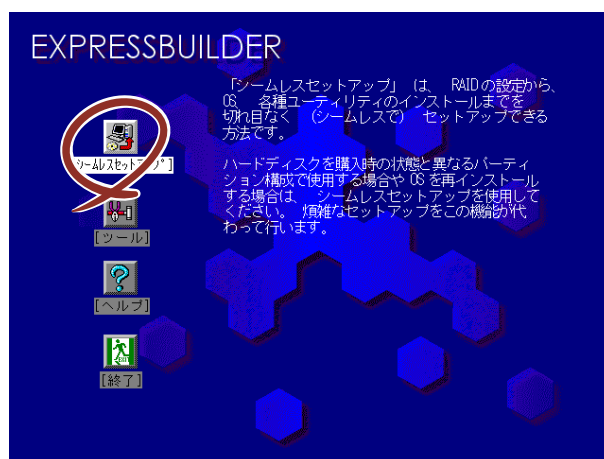 EXPRESSBUILDER
「シームレスセットアップ」 は、 RAIDの設定から、
OS、 各種ユーティリティのインストールまでを
切れ目なく (シームレスで) セットアップできる
方法です。
ハードディスクを購入時の状態と異なるパーティ
ション構成で使用する場合や OSを再インストール
する場合は、 シームレスセットアップを使用して
ください。 煩雑なセットアップをこの機能が代
わって行います。
シームレスセットアップ]
[ツール]
[ヘルプ]
EXIT
[終了]